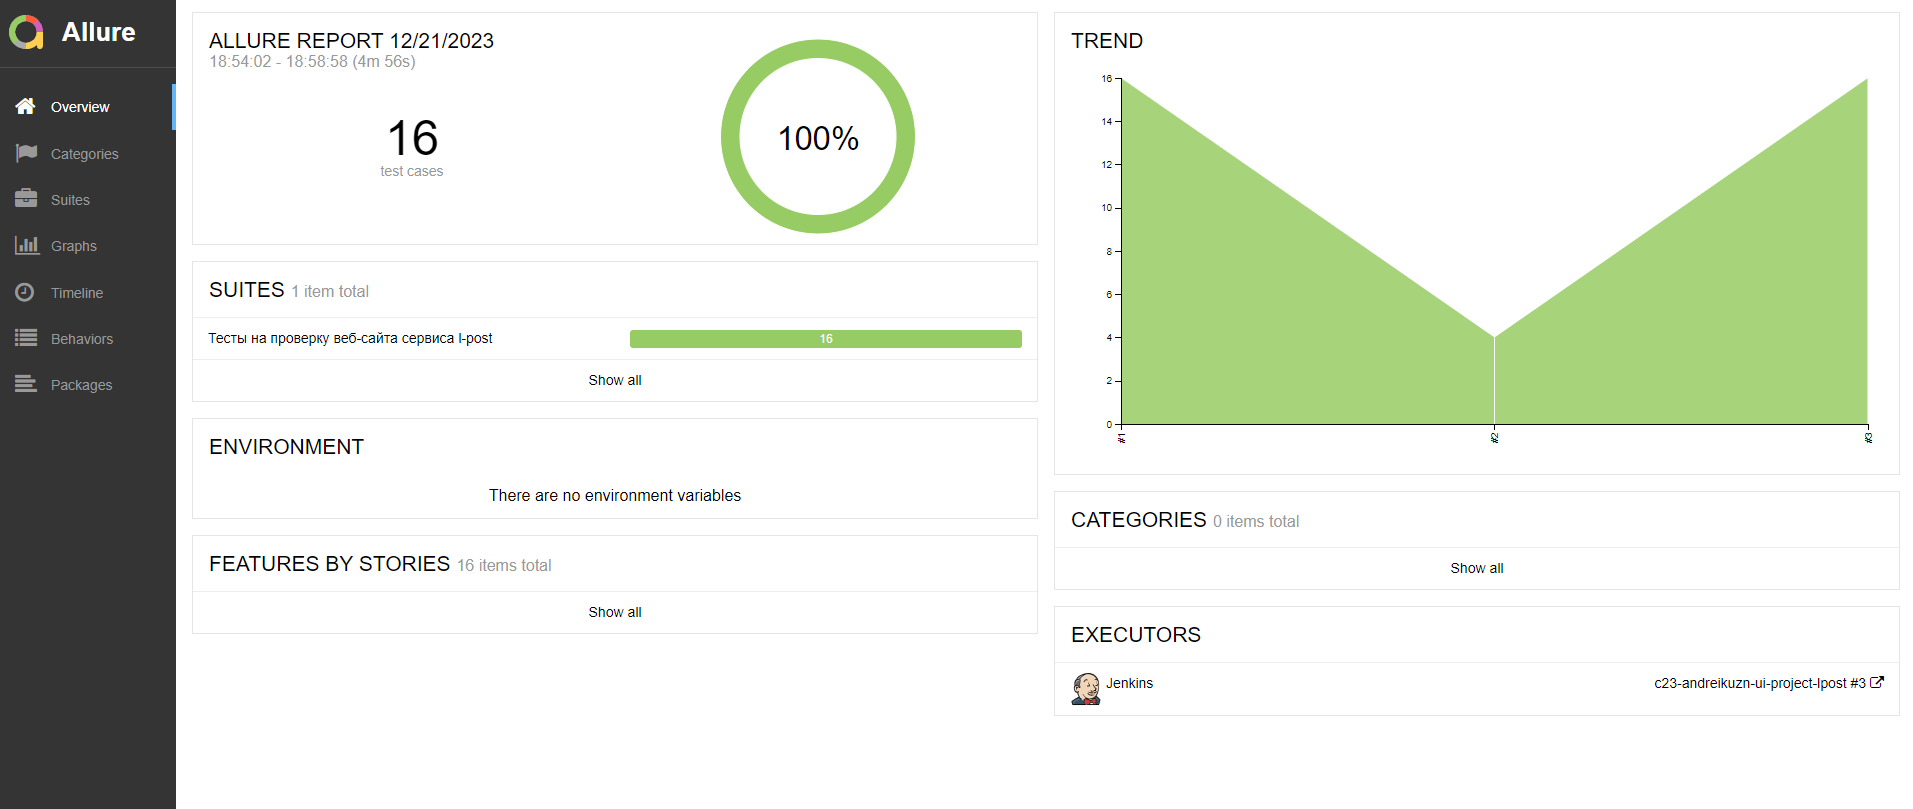 Allure
Overview
Categories
Suites
Graphs
Timeline
Behaviors
Packages
ALLURE REPORT 12/21/2023
18:54:02 - 18:58:58 (4m 56s)
16
test cases
100%
SUITES 1 item total
Тесты на проверку веб-сайта сервиса l-post
16
Show all
ENVIRONMENT
There are no environment variables
FEATURES BY STORIES 16 items total
Show all
TREND
16
14
12
10
8
6
4
2
0
#1
#2
#3
CATEGORIES 0 items total
Show all
EXECUTORS
Jenkins
c23-andreikuzn-ui-project-lpost #3